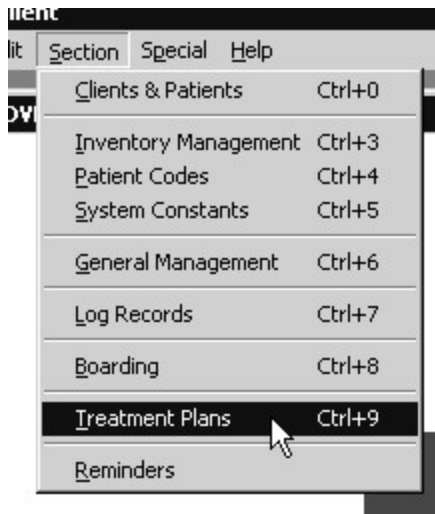 Section Special Help
Clients & Patients Ctrl+0
Inventory Management Ctrl+3
Patient Codes Ctrl+4
System Constants Ctrl+5
General Management Ctrl+6
Log Records Ctrl+7
Boarding Ctrl+8
Treatment Plans Ctrl+9
Reminders